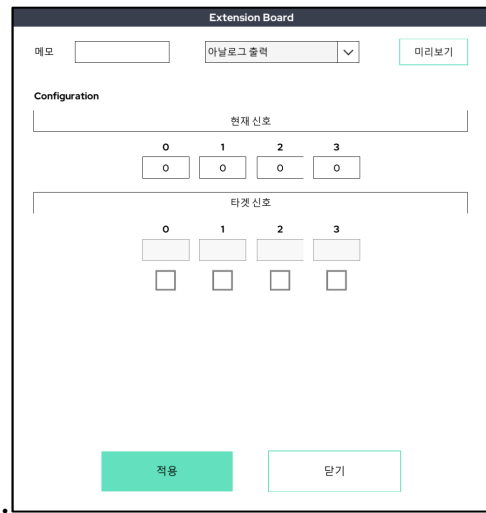 Extension Board
메모 아날로그 출력 미리보기
Configuration
현재 신호
0 1 2 3
0 0 0 0
타겟 신호
0 1 2 3
적용 닫기